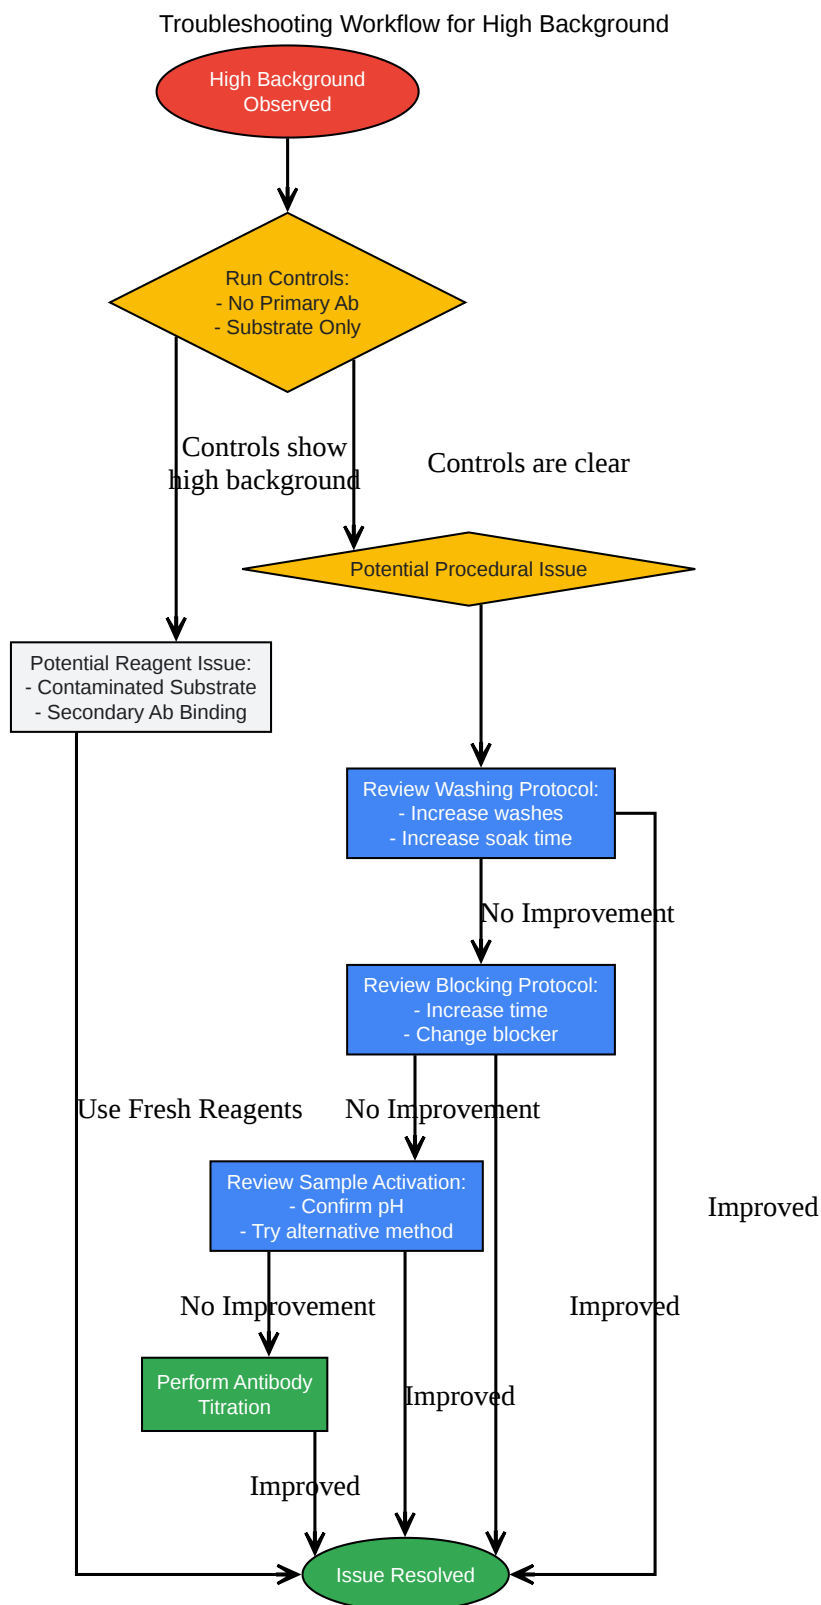 Troubleshooting Workflow for High Background
High Background
Observed
Run Controls:
- No Primary Ab
- Substrate Only
Controls show
high background
Controls are clear
Potential Procedural Issue
Potential Reagent Issue:
- Contaminated Substrate
- Secondary Ab Binding
Review Washing Protocol:
- Increase washes
- Increase soak time
No Improvement
Review Blocking Protocol:
- Increase time
- Change blocker
Use Fresh Reagents
No Improvement
Review Sample Activation:
- Confirm pH
- Try alternative method
Improved
No Improvement
Improved
Perform Antibody
Titration
Improved
Improved
Issue Resolved